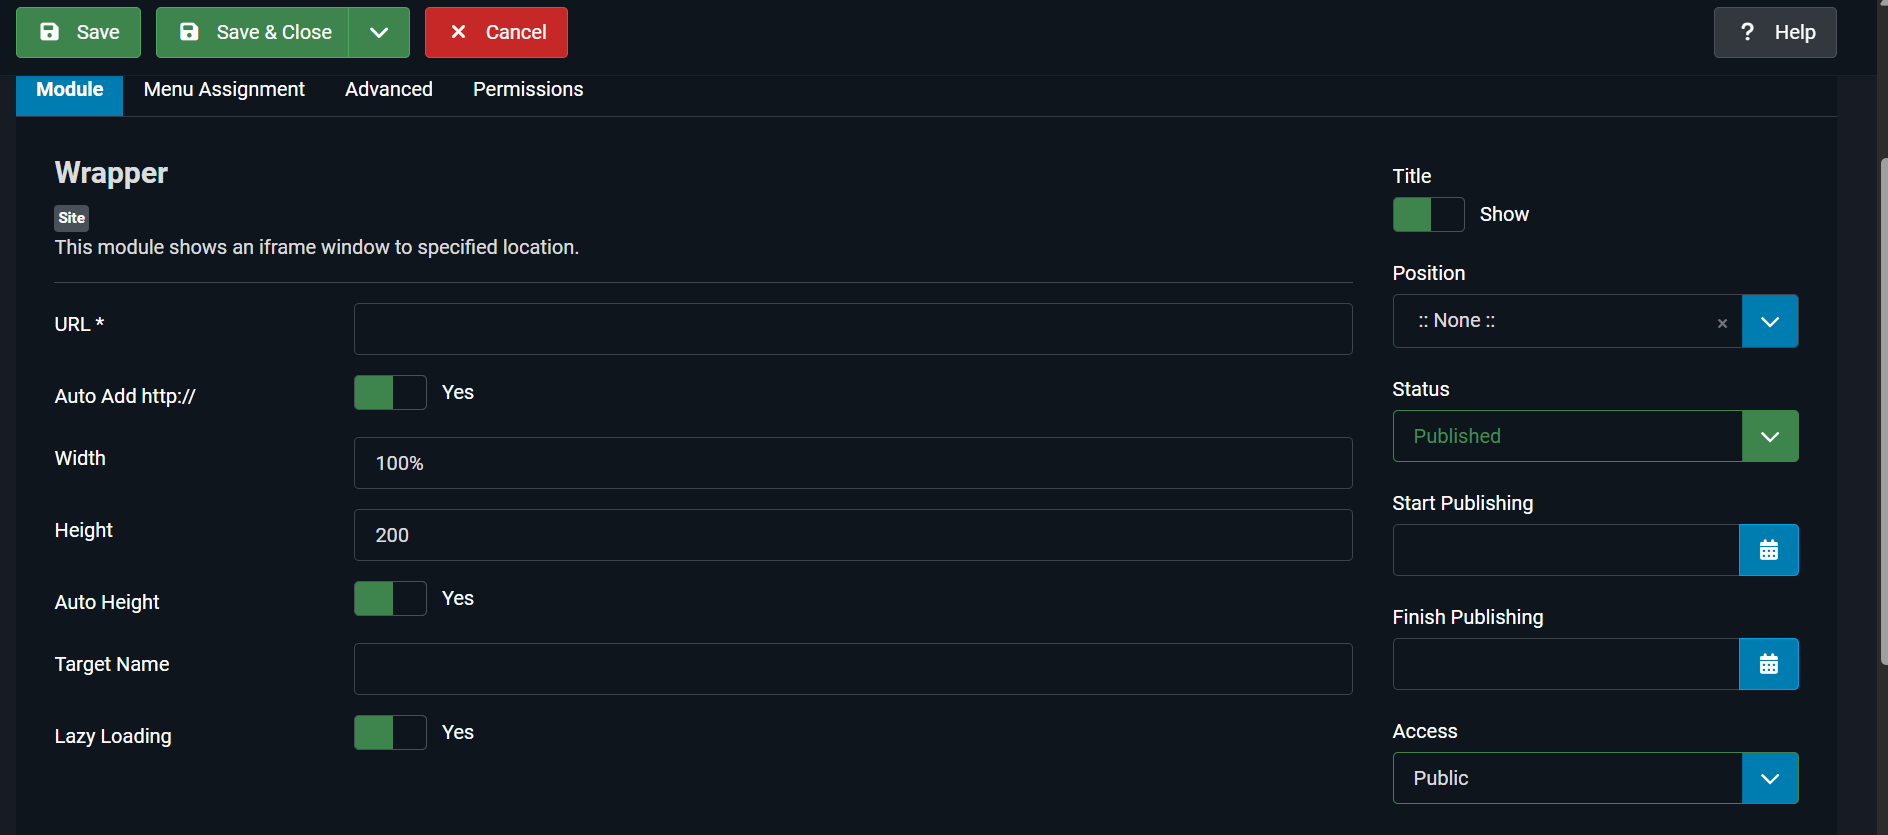 Save
Save & Close
Cancel
? Help
Module
Menu Assignment
Advanced
Permissions
Wrapper
Site
This module shows an iframe window to specified location.
URL *
Auto Add http://
Yes
Width
100%
Height
200
Auto Height
Yes
Target Name
Lazy Loading
Yes
Title
Show
Position
:: None ::
×
Status
Published
Start Publishing
Finish Publishing
Access
Public